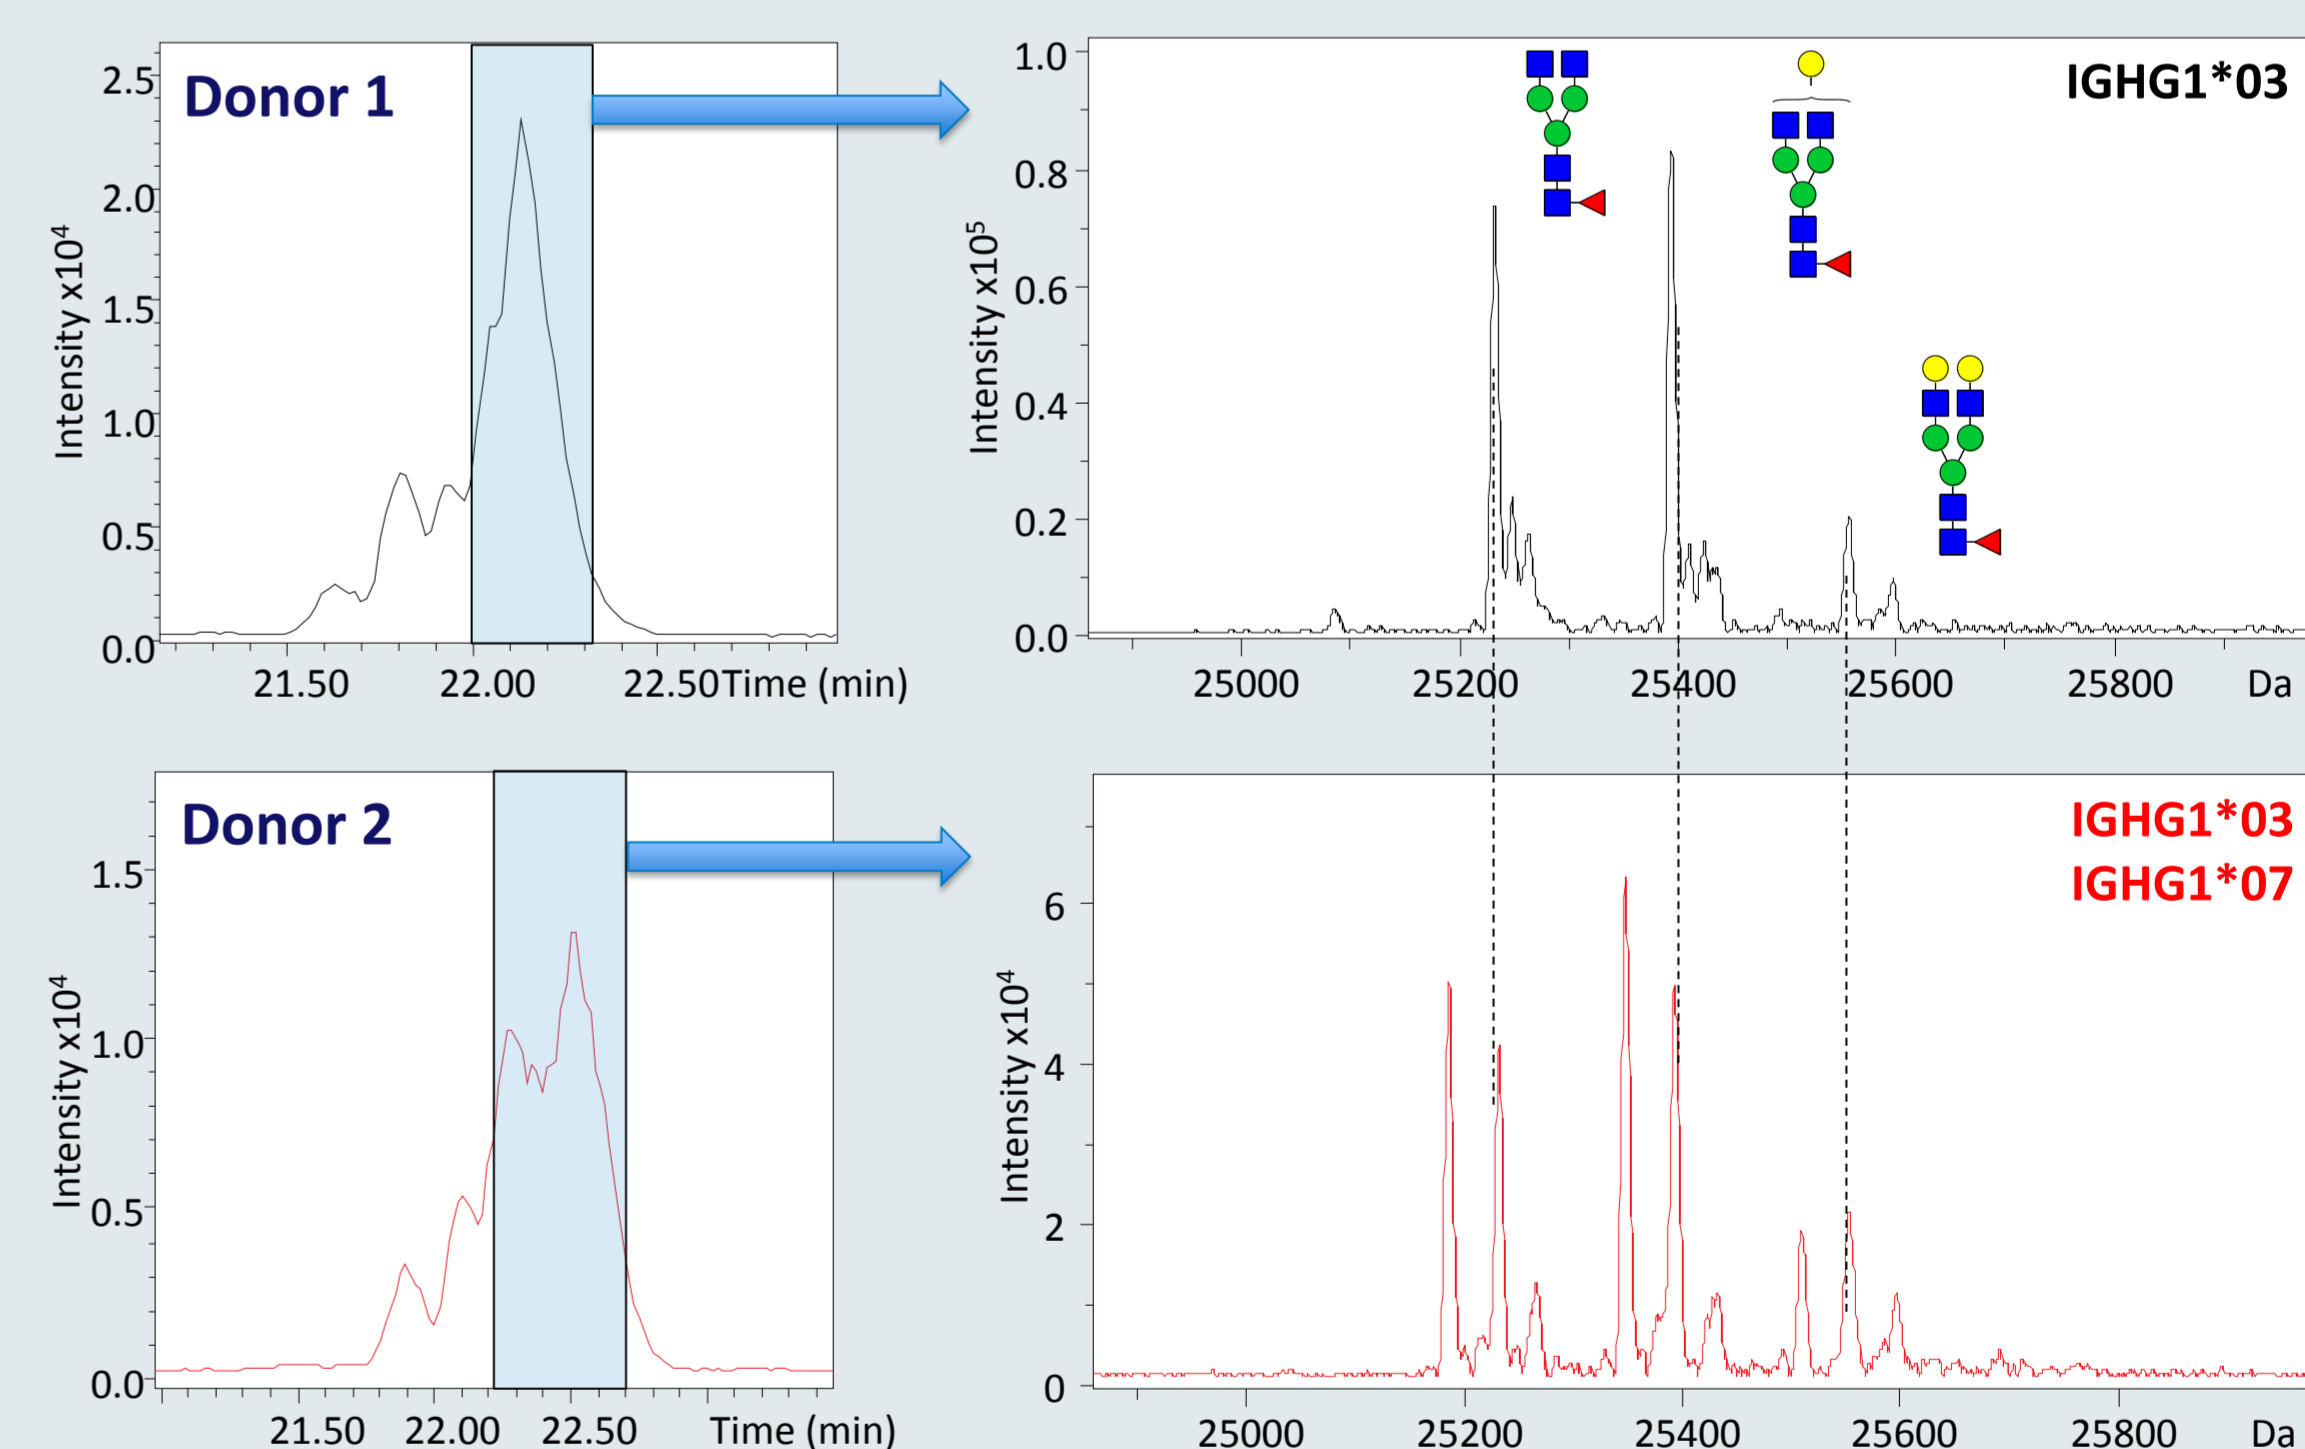 Donor 1
Intensity x10⁴
2.5
2.0
1.5
1.0
0.5
0.0
21.50 22.00 22.50 Time (min)
IGHG1*03
Intensity x10⁵
1.0
0.8
0.6
0.4
0.2
0.0
25000 25200 25400 25600 25800 Da
Donor 2
Intensity x10⁴
1.5
1.0
0.5
0.0
21.50 22.00 22.50 Time (min)
IGHG1*03
IGHG1*07
Intensity x10⁴
6
4
2
0
25000 25200 25400 25600 25800 Da